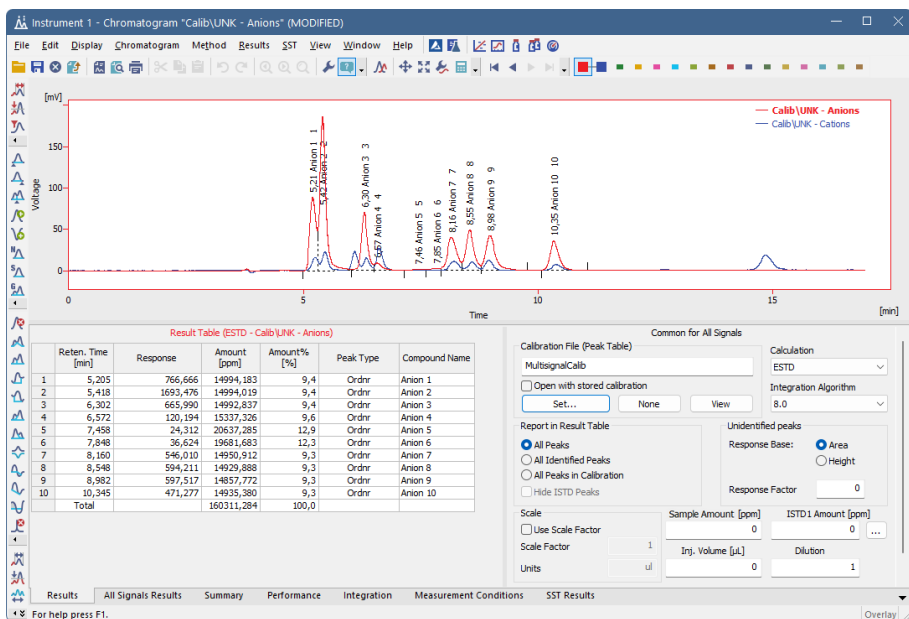 Instrument 1 - Chromatogram "Calib\UNK - Anions" (MODIFIED)
File Edit Display Chromatogram Method Results SST View Window Help
[mV]
Calib\UNK - Anions
Calib\UNK - Cations
150
100
50
0
Voltage
5,21 Anion 1 1
5,42 Anion 2 2
6,30 Anion 3 3
6,57 Anion 4 4
7,46 Anion 5 5
7,85 Anion 6 6
8,16 Anion 7 7
8,55 Anion 8 8
8,98 Anion 9 9
10,35 Anion 10 10
0 5 10 15
Time [min]
Result Table (ESTD - Calib\UNK - Anions)
Reten. Time [min] Response Amount [ppm] Amount% [%] Peak Type Compound Name
1 5,205 766,666 14994,183 9,4 Ordnr Anion 1
2 5,418 1693,476 14994,019 9,4 Ordnr Anion 2
3 6,302 665,990 14992,837 9,4 Ordnr Anion 3
4 6,572 120,194 15337,326 9,6 Ordnr Anion 4
5 7,458 24,312 20637,285 12,9 Ordnr Anion 5
6 7,848 36,624 19681,683 12,3 Ordnr Anion 6
7 8,160 546,010 14950,912 9,3 Ordnr Anion 7
8 8,548 594,211 14929,888 9,3 Ordnr Anion 8
9 8,982 597,517 14857,772 9,3 Ordnr Anion 9
10 10,345 471,277 14935,380 9,3 Ordnr Anion 10
Total 160311,284 100,0
Common for All Signals
Calibration File (Peak Table)
MultisignalCalib
Open with stored calibration
Set... None View
Calculation
ESTD
Integration Algorithm
8.0
Report in Result Table
All Peaks
All Identified Peaks
All Peaks in Calibration
Hide ISTD Peaks
Unidentified peaks
Response Base: Area
Height
Response Factor 0
Scale
Use Scale Factor
Scale Factor 1
Units ul
Sample Amount [ppm] ISTD1 Amount [ppm]
0 0 ...
Inj. Volume [µL] Dilution
0 1
Results All Signals Results Summary Performance Integration Measurement Conditions SST Results
For help press F1. Overlay